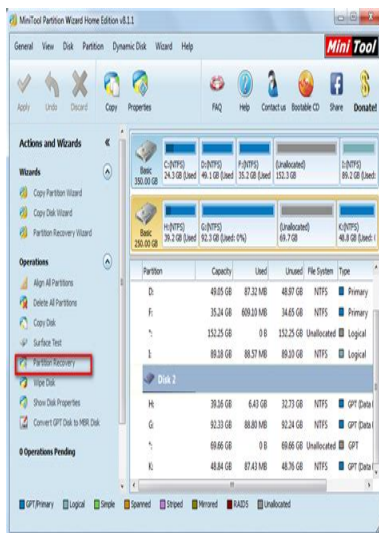 MiniTool Partition Wizard Home Edition v8.1.1
General View Disk Partition Dynamic Disk Wizard Help
Mini Tool
Apply Undo Discard Copy Properties FAQ Help Contact us Bootable CD Share Donate!
Actions and Wizards
Wizards
Copy Partition Wizard
Copy Disk Wizard
Partition Recovery Wizard
Operations
Align All Partitions
Delete All Partitions
Copy Disk
Surface Test
Partition Recovery
Wipe Disk
Show Disk Properties
Convert GPT Disk to MBR Disk
0 Operations Pending
Basic
350.00 GB
C:(NTFS)
24.3 GB (Used
D:(NTFS)
49.1 GB (Used
F:(NTFS)
35.2 GB (Used
(Unallocated)
152.3 GB
I:(NTFS)
89.2 GB (Used:
Basic
250.00 GB
H:(NTFS)
39.2 GB (Used
G:(NTFS)
92.3 GB (Used: 0%)
(Unallocated)
69.7 GB
K:(NTFS)
48.8 GB (Used: (
Partition Capacity Used Unused File System Type
D: 49.05 GB 87.32 MB 48.97 GB NTFS Primary
F: 35.24 GB 609.10 MB 34.65 GB NTFS Primary
*: 152.25 GB 0 B 152.25 GB Unallocated Logical
I: 89.18 GB 88.57 MB 89.10 GB NTFS Logical
Disk 2
H: 39.16 GB 6.43 GB 32.73 GB NTFS GPT (Data
G: 92.33 GB 88.80 MB 92.24 GB NTFS GPT (Data
*: 69.66 GB 0 B 69.66 GB Unallocated GPT
K: 48.84 GB 87.43 MB 48.76 GB NTFS GPT (Data
GPT/Primary Logical Simple Spanned Striped Mirrored RAID5 Unallocated